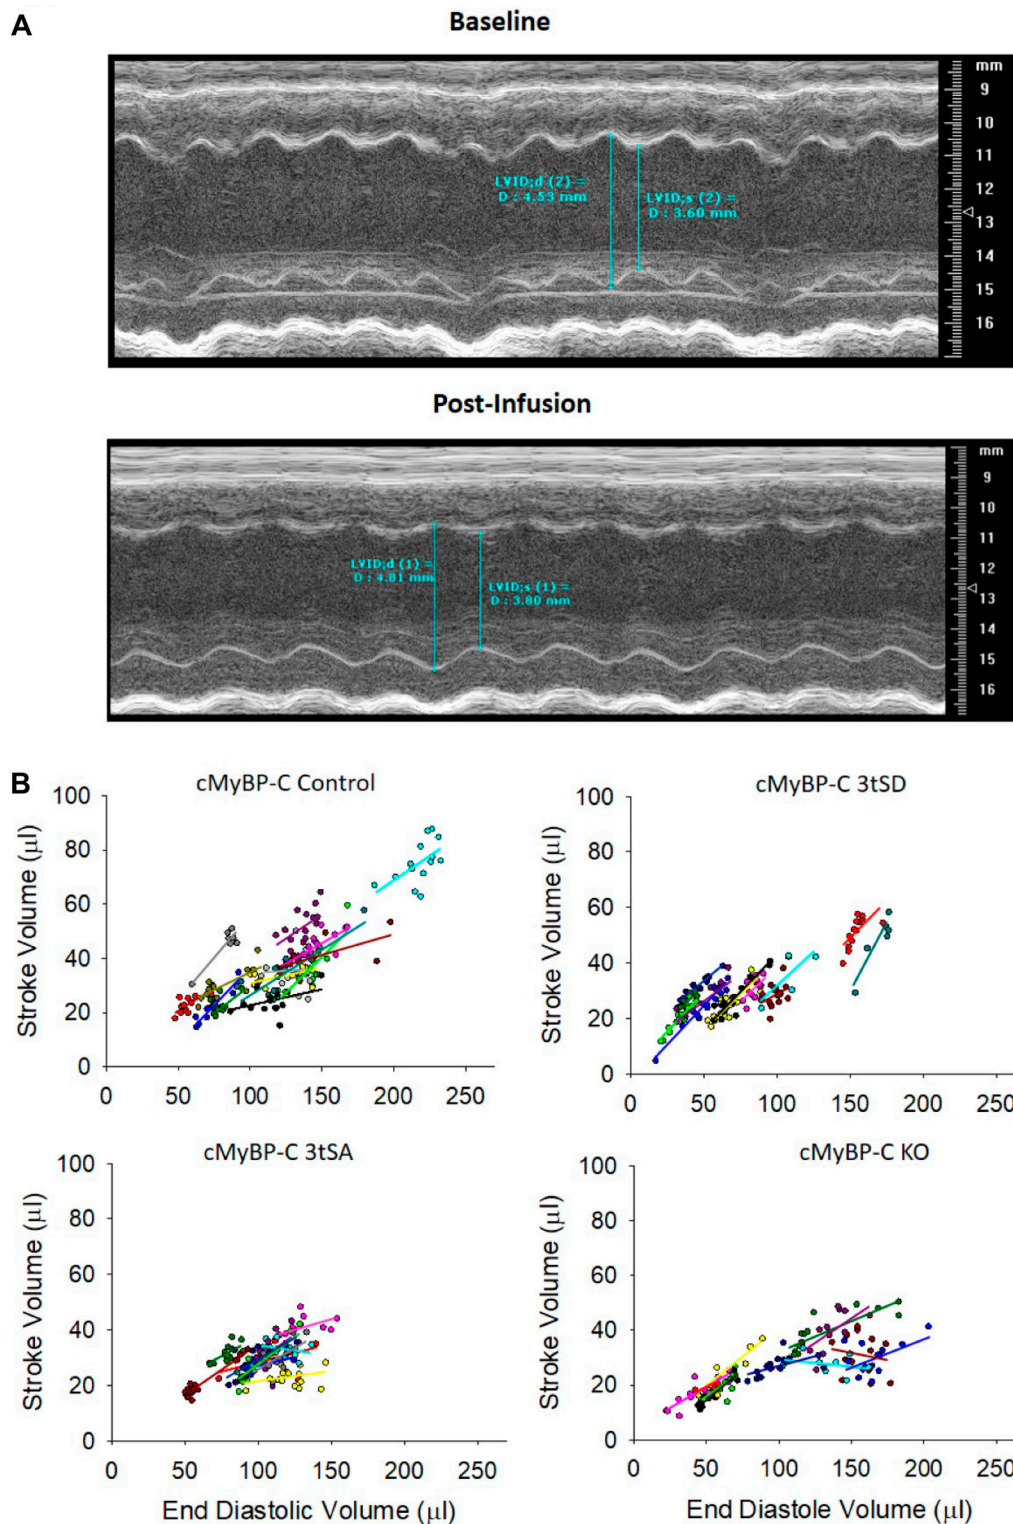 A
Baseline
mm
9
10
11
12
13
14
15
16
LVID;d (2) =
D : 4.53 mm
LVID;s (2) =
D : 3.60 mm
Post-Infusion
mm
9
10
11
12
13
14
15
16
LVID;d (1) =
D : 4.81 mm
LVID;s (1) =
D : 3.80 mm
B
cMyBP-C Control
100
80
60
40
20
0
Stroke Volume (μl)
0 50 100 150 200 250
cMyBP-C 3tSD
100
80
60
40
20
0
Stroke Volume (μl)
0 50 100 150 200 250
cMyBP-C 3tSA
100
80
60
40
20
0
Stroke Volume (μl)
0 50 100 150 200 250
End Diastolic Volume (μl)
cMyBP-C KO
100
80
60
40
20
0
Stroke Volume (μl)
0 50 100 150 200 250
End Diastole Volume (μl)